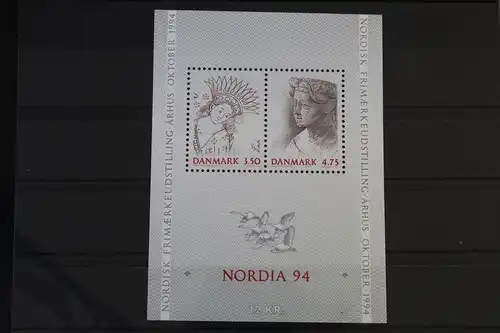 NORDISK FRIMÆRKEUDSTILLING · ÅRHUS · OKTOBER 1994
DANMARK 3.50
DANMARK 4.75
NORDIA 94
12 KR.
NORDISK FRIMÆRKEUDSTILLING · ÅRHUS · OKTOBER 1994